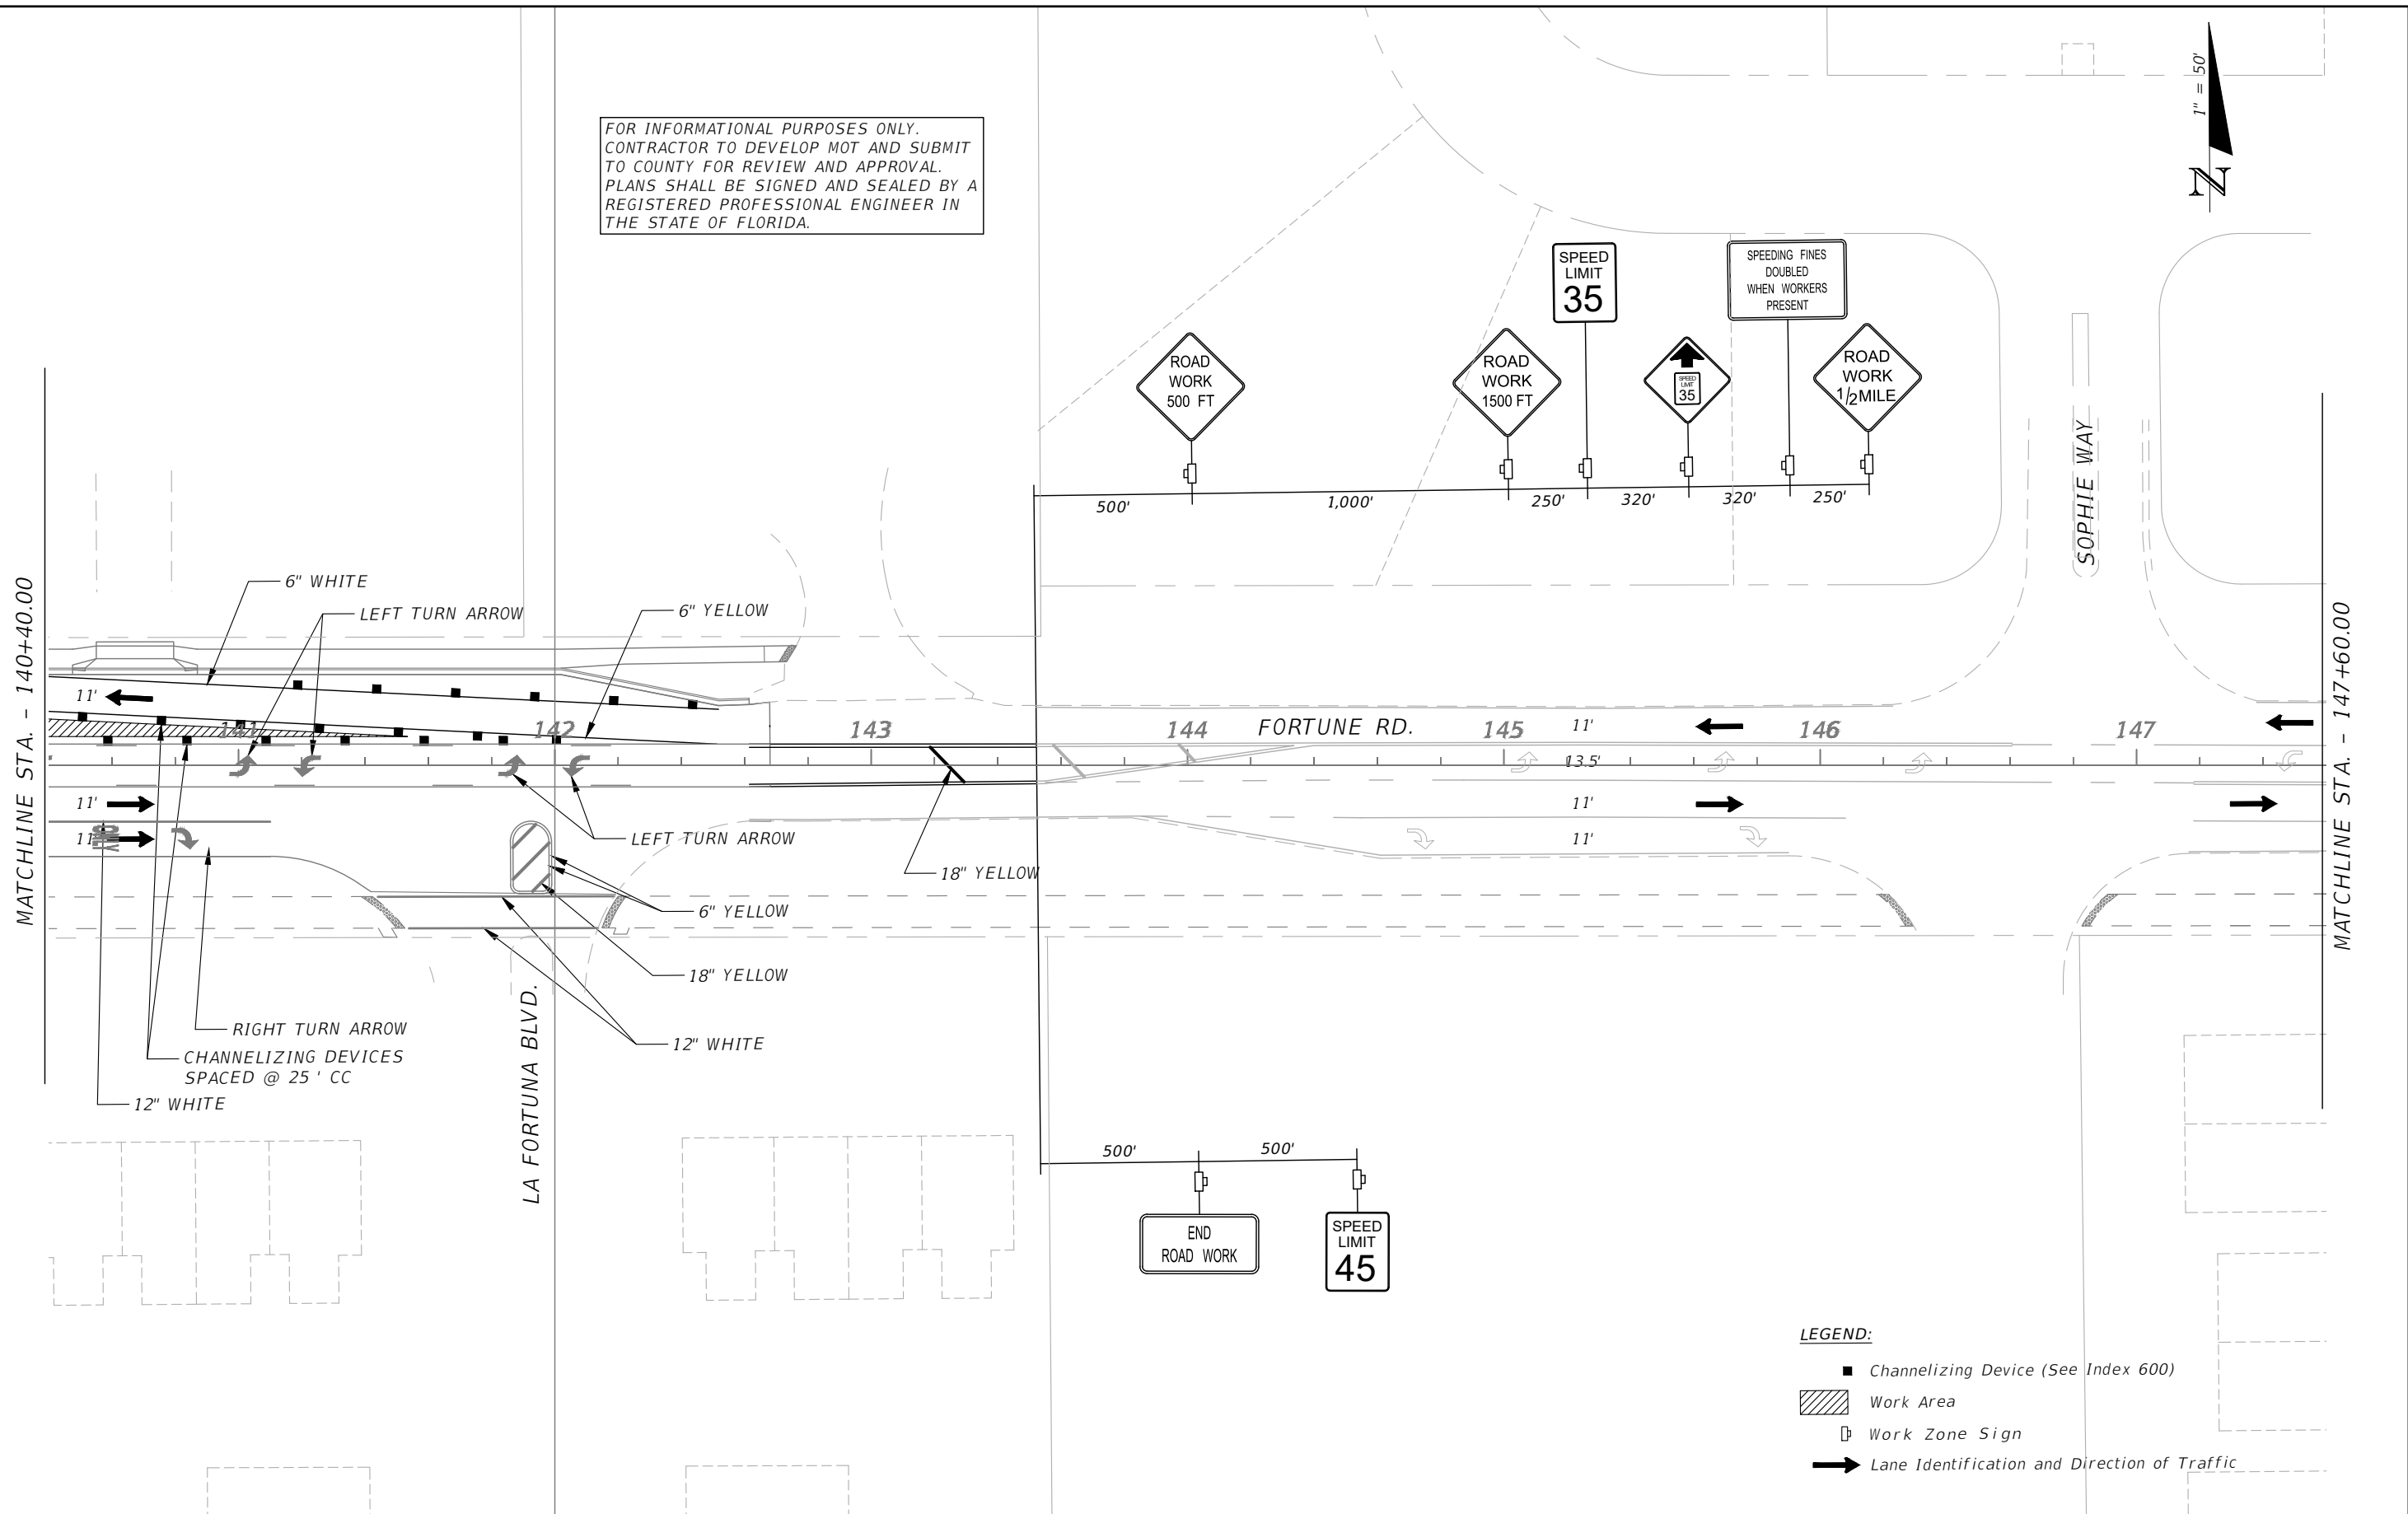 1" = 50'
N
FOR INFORMATIONAL PURPOSES ONLY.
CONTRACTOR TO DEVELOP MOT AND SUBMIT
TO COUNTY FOR REVIEW AND APPROVAL.
PLANS SHALL BE SIGNED AND SEALED BY A
REGISTERED PROFESSIONAL ENGINEER IN
THE STATE OF FLORIDA.
ROAD
WORK
500 FT
ROAD
WORK
1500 FT
SPEED
LIMIT
35
SPEED
LIMIT
35
SPEEDING FINES
DOUBLED
WHEN WORKERS
PRESENT
ROAD
WORK
1/2 MILE
500'
1,000'
250'
320'
320'
250'
SOPHIE WAY
MATCHLINE STA. - 140+40.00
MATCHLINE STA. - 147+60.00
6" WHITE
LEFT TURN ARROW
6" YELLOW
11'
141
142
143
144
FORTUNE RD.
145
11'
146
147
13.5'
11'
11'
11'
11'
LEFT TURN ARROW
18" YELLOW
6" YELLOW
18" YELLOW
12" WHITE
RIGHT TURN ARROW
CHANNELIZING DEVICES
SPACED @ 25 ' CC
12" WHITE
LA FORTUNA BLVD.
500'
500'
END
ROAD WORK
SPEED
LIMIT
45
LEGEND:
Channelizing Device (See Index 600)
Work Area
Work Zone Sign
Lane Identification and Direction of Traffic